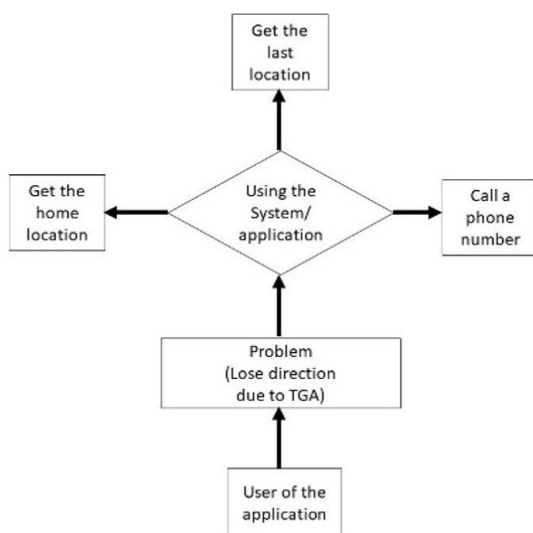 Get the
last
location
Get the
home
location
Using the
System/
application
Call a
phone
number
Problem
(Lose direction
due to TGA)
User of the
application